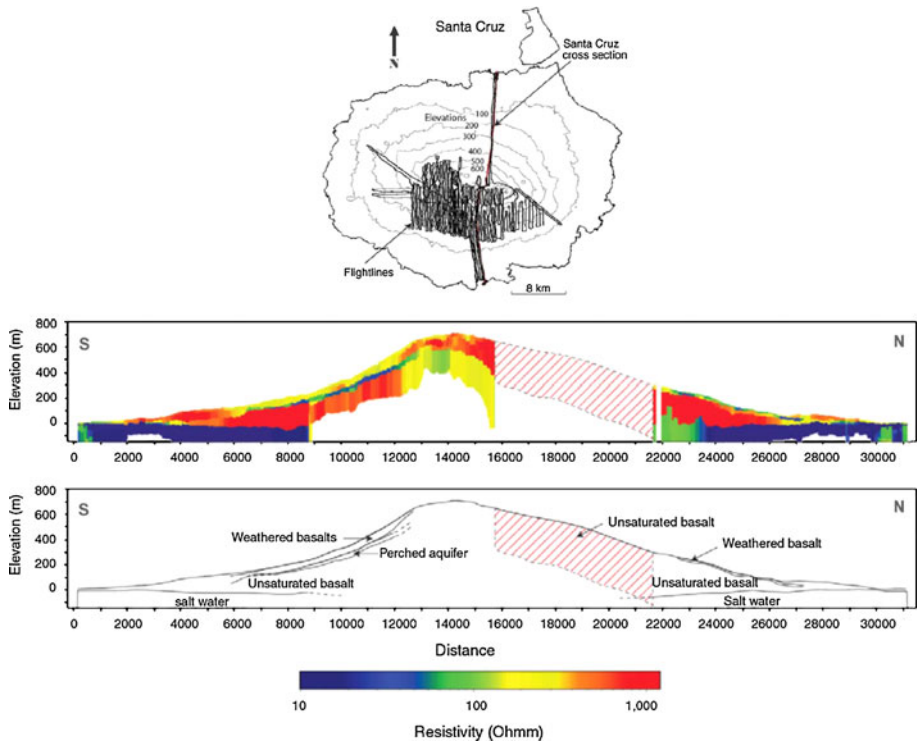 Santa Cruz
N
Santa Cruz
cross section
Elevations
100
200
300
400
500
600
Flightlines
8 km
Elevation (m)
800
600
400
200
0
S
N
0 2000 4000 6000 8000 10000 12000 14000 16000 18000 20000 22000 24000 26000 28000 30000
Elevation (m)
800
600
400
200
0
S
N
Unsaturated basalt
Weathered basalts
Weathered basalt
Perched aquifer
Unsaturated basalt
Unsaturated basalt
salt water
Salt water
0 2000 4000 6000 8000 10000 12000 14000 16000 18000 20000 22000 24000 26000 28000 30000
Distance
10 100 1,000
Resistivity (Ohmm)